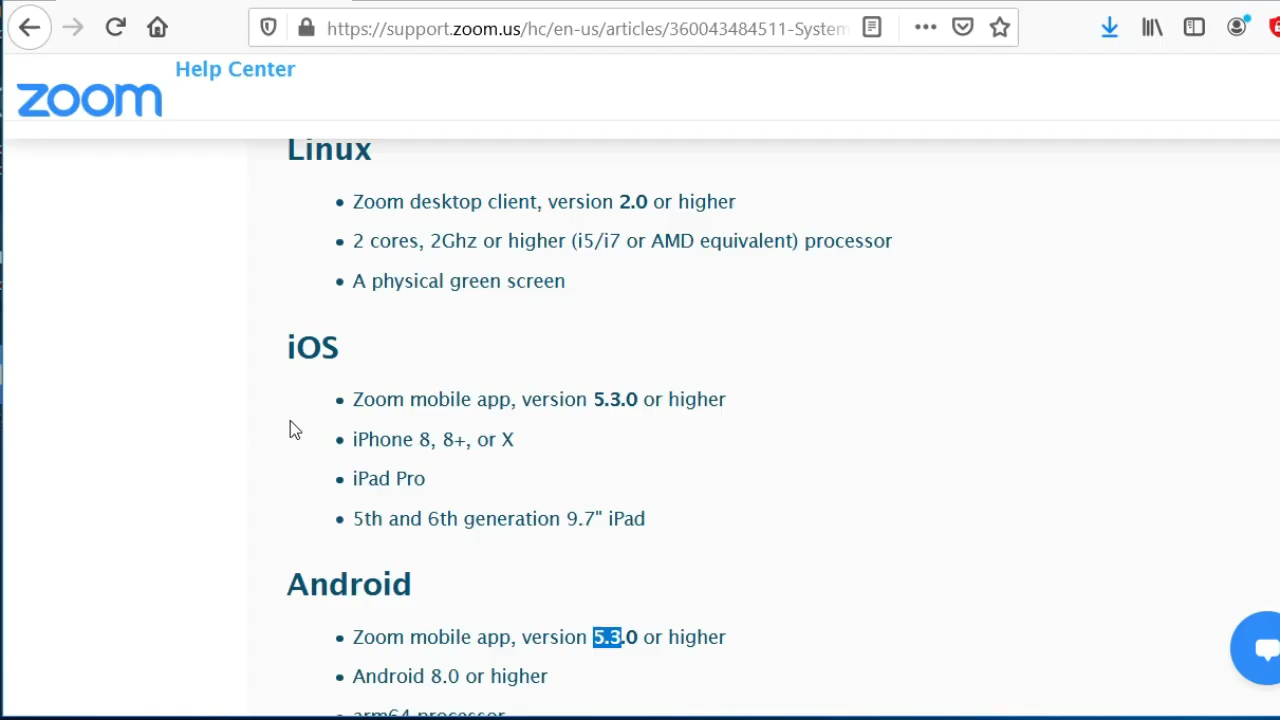 https://support.zoom.us/hc/en-us/articles/360043484511-System
Help Center
zoom
Linux
• Zoom desktop client, version 2.0 or higher
• 2 cores, 2Ghz or higher (i5/i7 or AMD equivalent) processor
• A physical green screen
iOS
• Zoom mobile app, version 5.3.0 or higher
• iPhone 8, 8+, or X
• iPad Pro
• 5th and 6th generation 9.7" iPad
Android
• Zoom mobile app, version 5.3.0 or higher
• Android 8.0 or higher
• arm64 processor